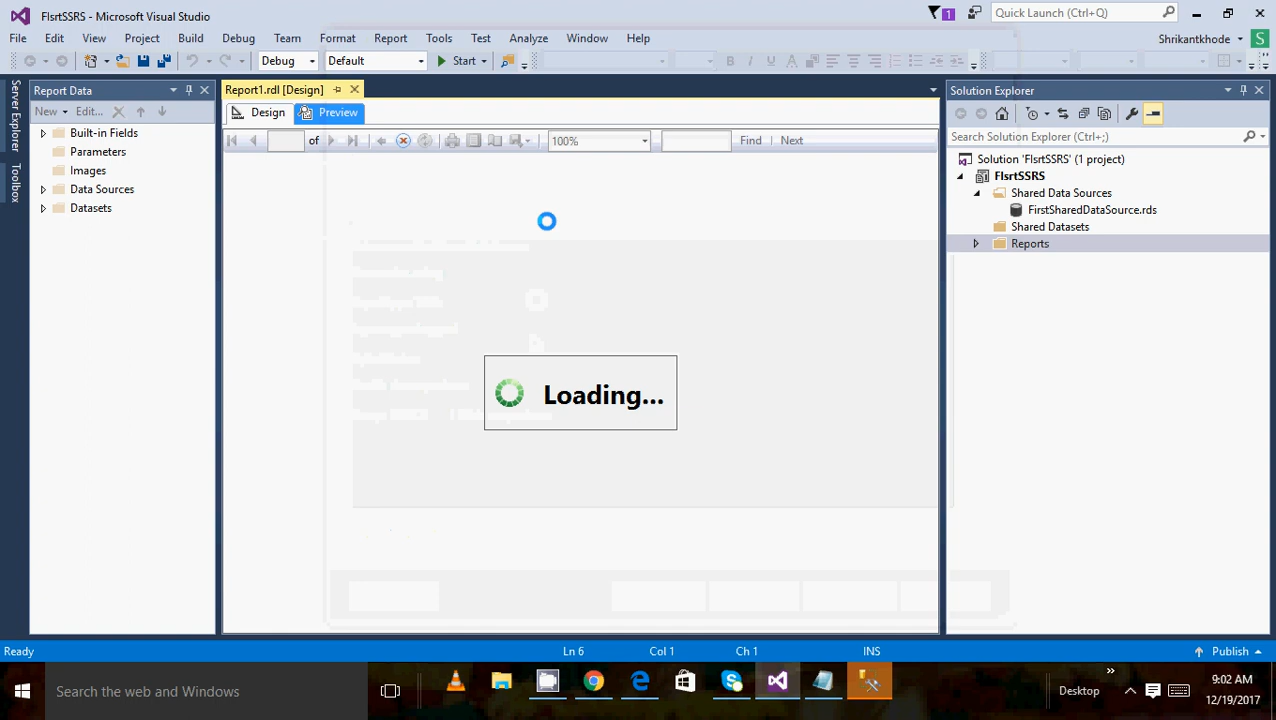 FlsrtSSRS - Microsoft Visual Studio
1
Quick Launch (Ctrl+Q)
File Edit View Project Build Debug Team Format Report Tools Test Analyze Window Help
Shrikantkhode S
Debug Default Start
Server Explorer
Toolbox
Report Data
New Edit...
Built-in Fields
Parameters
Images
Data Sources
Datasets
Report1.rdl [Design]
Design Preview
of 100% Find Next
Loading...
Solution Explorer
Search Solution Explorer (Ctrl+;)
Solution 'FlsrtSSRS' (1 project)
FlsrtSSRS
Shared Data Sources
FirstSharedDataSource.rds
Shared Datasets
Reports
Ready Ln 6 Col 1 Ch 1 INS Publish
Search the web and Windows
Desktop
9:02 AM
12/19/2017